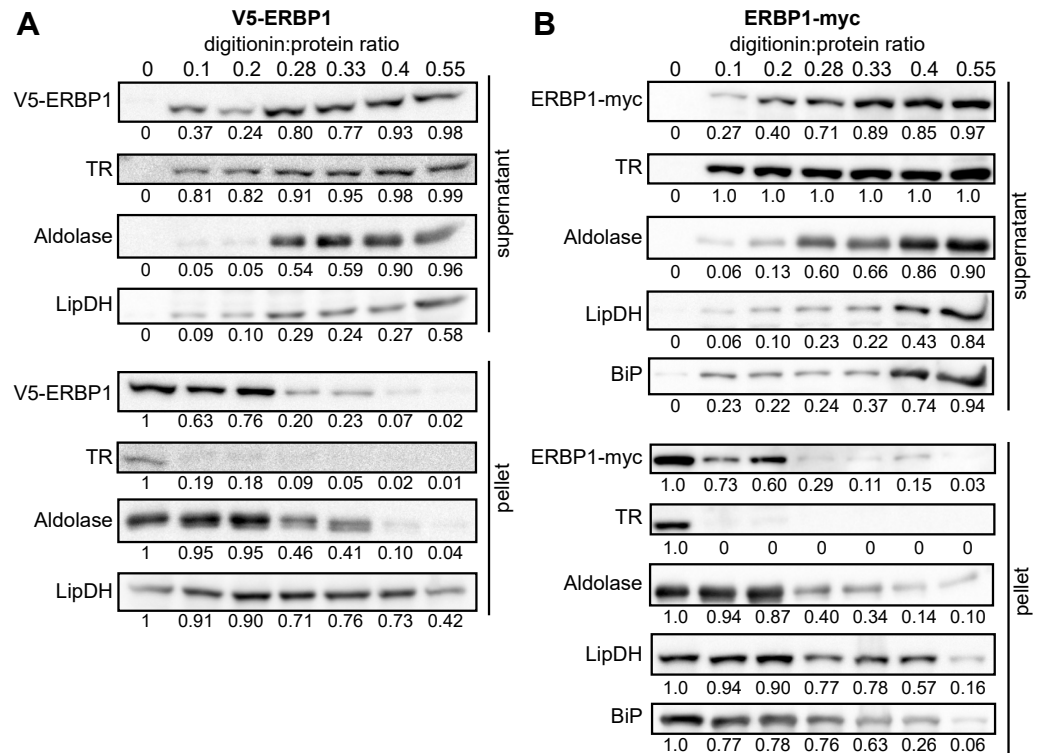 A
V5-ERBP1
digitionin:protein ratio
0 0.1 0.2 0.28 0.33 0.4 0.55
V5-ERBP1
0 0.37 0.24 0.80 0.77 0.93 0.98
TR
0 0.81 0.82 0.91 0.95 0.98 0.99
Aldolase
0 0.05 0.05 0.54 0.59 0.90 0.96
LipDH
0 0.09 0.10 0.29 0.24 0.27 0.58
supernatant
V5-ERBP1
1 0.63 0.76 0.20 0.23 0.07 0.02
TR
1 0.19 0.18 0.09 0.05 0.02 0.01
Aldolase
1 0.95 0.95 0.46 0.41 0.10 0.04
LipDH
1 0.91 0.90 0.71 0.76 0.73 0.42
pellet
B
ERBP1-myc
digitionin:protein ratio
0 0.1 0.2 0.28 0.33 0.4 0.55
ERBP1-myc
0 0.27 0.40 0.71 0.89 0.85 0.97
TR
0 1.0 1.0 1.0 1.0 1.0 1.0
Aldolase
0 0.06 0.13 0.60 0.66 0.86 0.90
LipDH
0 0.06 0.10 0.23 0.22 0.43 0.84
BiP
0 0.23 0.22 0.24 0.37 0.74 0.94
supernatant
ERBP1-myc
1.0 0.73 0.60 0.29 0.11 0.15 0.03
TR
1.0 0 0 0 0 0 0
Aldolase
1.0 0.94 0.87 0.40 0.34 0.14 0.10
LipDH
1.0 0.94 0.90 0.77 0.78 0.57 0.16
BiP
1.0 0.77 0.78 0.76 0.63 0.26 0.06
pellet